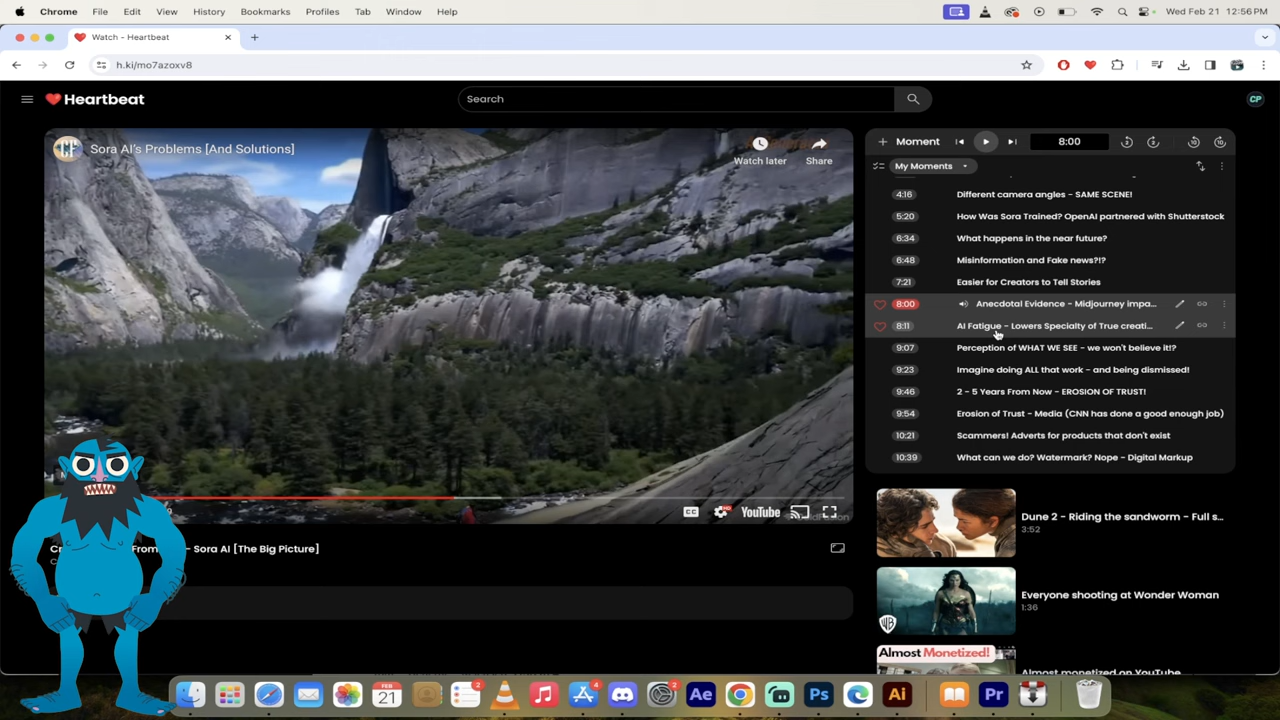 Chrome File Edit View History Bookmarks Profiles Tab Window Help Wed Feb 21 12:56 PM
Watch - Heartbeat
h.ki/mo7azoxv8
Heartbeat
Search
CP
Sora AI's Problems [And Solutions]
Watch later
Share
CC
HD
YouTube
[The Big Picture]
Sora AI
Moment
8:00
My Moments
4:16 Different camera angles - SAME SCENE!
5:20 How Was Sora Trained? OpenAI partnered with Shutterstock
6:34 What happens in the near future?
6:48 Misinformation and Fake news?!?
7:21 Easier for Creators to Tell Stories
8:00 Anecdotal Evidence - Midjourney impa...
8:11 AI Fatigue - Lowers Specialty of True creati...
9:07 Perception of WHAT WE SEE - we won't believe it!?
9:23 Imagine doing ALL that work - and being dismissed!
9:46 2 - 5 Years From Now - EROSION OF TRUST!
9:54 Erosion of Trust - Media (CNN has done a good enough job)
10:21 Scammers! Adverts for products that don't exist
10:39 What can we do? Watermark? Nope - Digital Markup
Dune 2 - Riding the sandworm - Full s...
3:52
Everyone shooting at Wonder Woman
1:36
Almost Monetized!
Almost monetized on YouTube
FEB
21
2
4
2
Ae
Ps
Ai
Pr